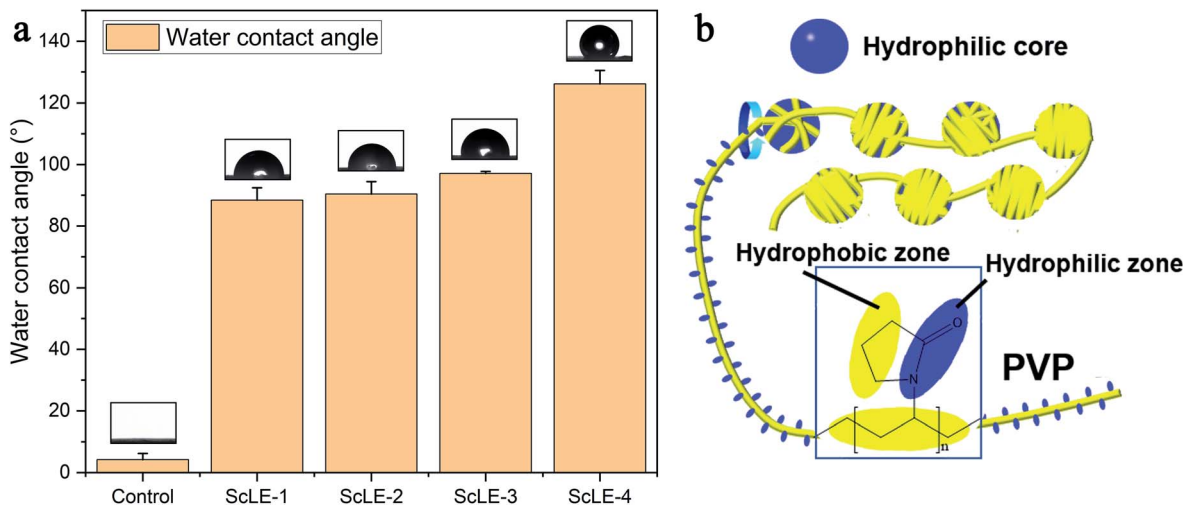 a
Water contact angle
Water contact angle (°)
140
120
100
80
60
40
20
0
Control
ScLE-1
ScLE-2
ScLE-3
ScLE-4
b
Hydrophilic core
Hydrophobic zone
Hydrophilic zone
O
N
n
PVP